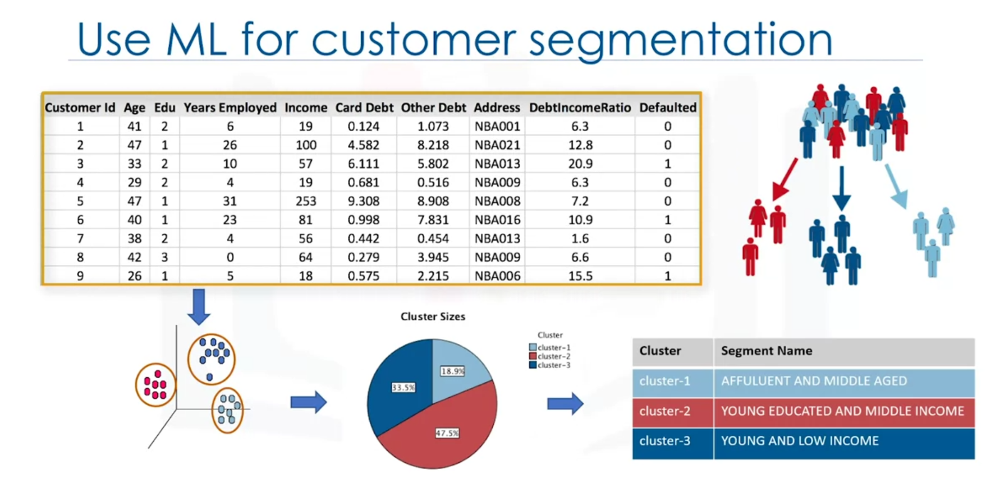 Use ML for customer segmentation
Customer Id Age Edu Years Employed Income Card Debt Other Debt Address DebtIncomeRatio Defaulted
1 41 2 6 19 0.124 1.073 NBA001 6.3 0
2 47 1 26 100 4.582 8.218 NBA021 12.8 0
3 33 2 10 57 6.111 5.802 NBA013 20.9 1
4 29 2 4 19 0.681 0.516 NBA009 6.3 0
5 47 1 31 253 9.308 8.908 NBA008 7.2 0
6 40 1 23 81 0.998 7.831 NBA016 10.9 1
7 38 2 4 56 0.442 0.454 NBA013 1.6 0
8 42 3 0 64 0.279 3.945 NBA009 6.6 0
9 26 1 5 18 0.575 2.215 NBA006 15.5 1
Cluster Sizes
18.9%
33.5%
47.5%
Cluster
cluster-1
cluster-2
cluster-3
Cluster Segment Name
cluster-1 AFFULUENT AND MIDDLE AGED
cluster-2 YOUNG EDUCATED AND MIDDLE INCOME
cluster-3 YOUNG AND LOW INCOME